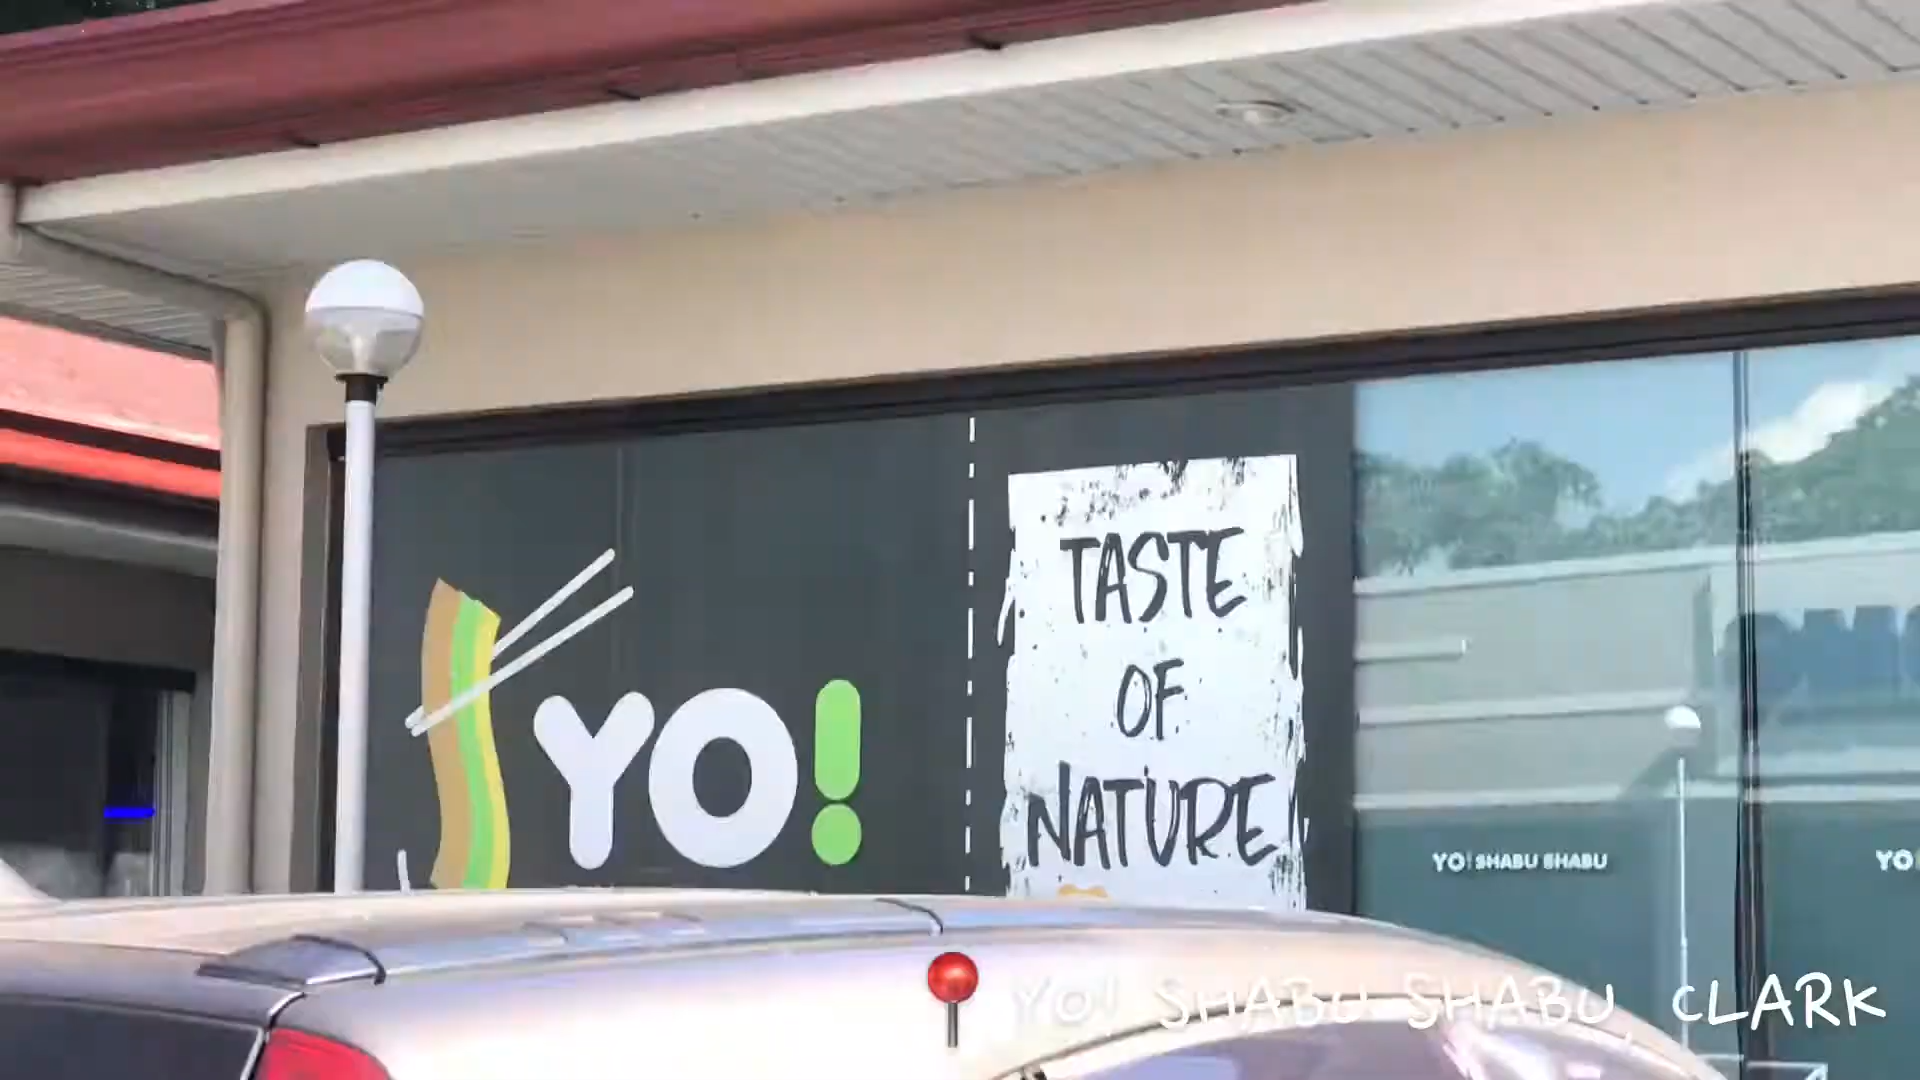 YO!
TASTE
OF
NATURE
YO! SHABU SHABU
YO!
YO! SHABU SHABU, CLARK